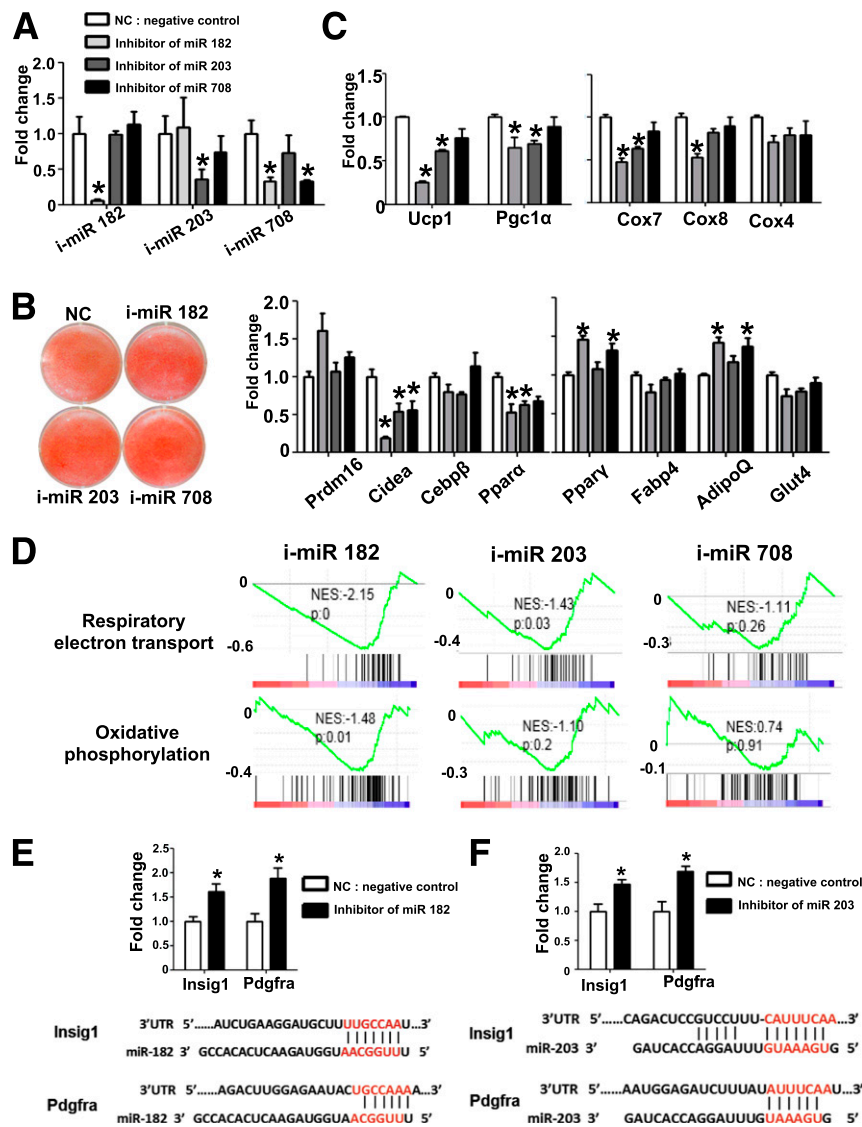 A
NC : negative control
Inhibitor of miR 182
Inhibitor of miR 203
Inhibitor of miR 708
Fold change
2.0
1.5
1.0
0.5
0
i-miR 182
i-miR 203
i-miR 708
* * * *
C
Fold change
1.5
1.0
0.5
0
* * * *
Ucp1
Pgc1α
* * *
Cox7
Cox8
Cox4
B
NC
i-miR 182
i-miR 203
i-miR 708
Fold change
2.0
1.5
1.0
0.5
0
* * * * *
Prdm16
Cidea
Cebpβ
Pparα
* * * *
Pparγ
Fabp4
AdipoQ
Glut4
D
i-miR 182
i-miR 203
i-miR 708
Respiratory
electron transport
0
-0.6
NES:-2.15
p:0
0
-0.4
NES:-1.43
p:0.03
0
-0.3
NES:-1.11
p:0.26
Oxidative
phosphorylation
0
-0.4
NES:-1.48
p:0.01
0
-0.3
NES:-1.10
p:0.2
0
-0.1
NES:0.74
p:0.91
E
Fold change
2.5
2.0
1.5
1.0
0.5
0
* *
Insig1
Pdgfra
NC : negative control
Inhibitor of miR 182
Insig1
3’UTR 5’......AUCUGAAGGAUGCUUUUGCCAAU...3’
miR-182 3’ GCCACACUCAAGAUGGUAACGGUUU 5’
Pdgfra
3’UTR 5’......AGACUUGGAGAAUACUGCCAAAA...3’
miR-182 3’ GCCACACUCAAGAUGGUAACGGUUU 5’
F
Fold change
2.0
1.5
1.0
0.5
0
* *
Insig1
Pdgfra
NC : negative control
Inhibitor of miR 203
Insig1
3’UTR 5’......CAGACUCCGUCCUUU-CAUUUCAA...3’
miR-203 3’ GAUCACCAGGAUUUGUAAAGUG 5’
Pdgfra
3’UTR 5’......AAUGGAGAUCUUUAUAUUUCAAU...3’
miR-203 3’ GAUCACCAGGAUUUGUAAAGUG 5’